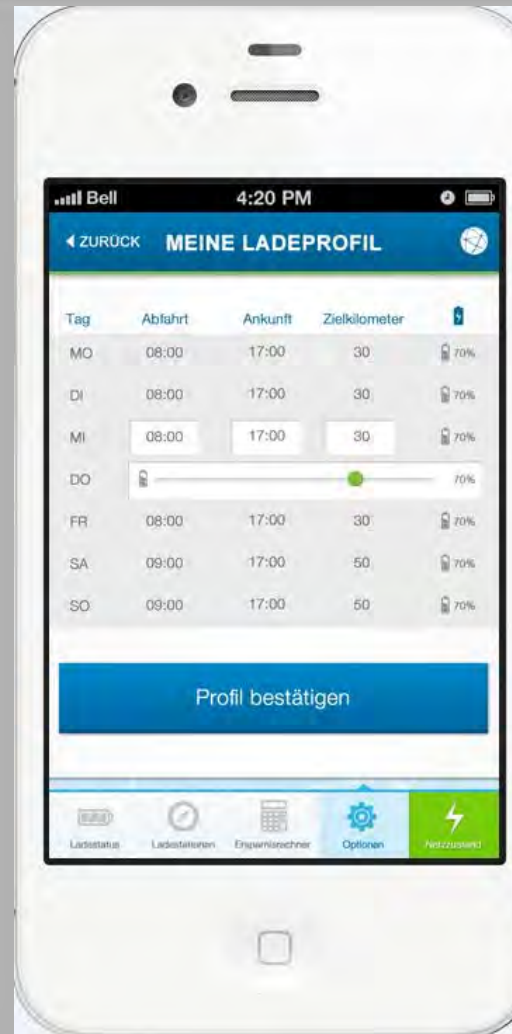 Bell 4:20 PM
ZURÜCK MEINE LADEPROFIL
Tag Abfahrt Ankunft Zielkilometer
MO 08:00 17:00 30 70%
DI 08:00 17:00 30 70%
MI 08:00 17:00 30 70%
DO 70%
FR 08:00 17:00 30 70%
SA 09:00 17:00 50 70%
SO 09:00 17:00 50 70%
Profil bestätigen
Ladestatus Ladestationen Ersparnisrechner Optionen Netzzustand